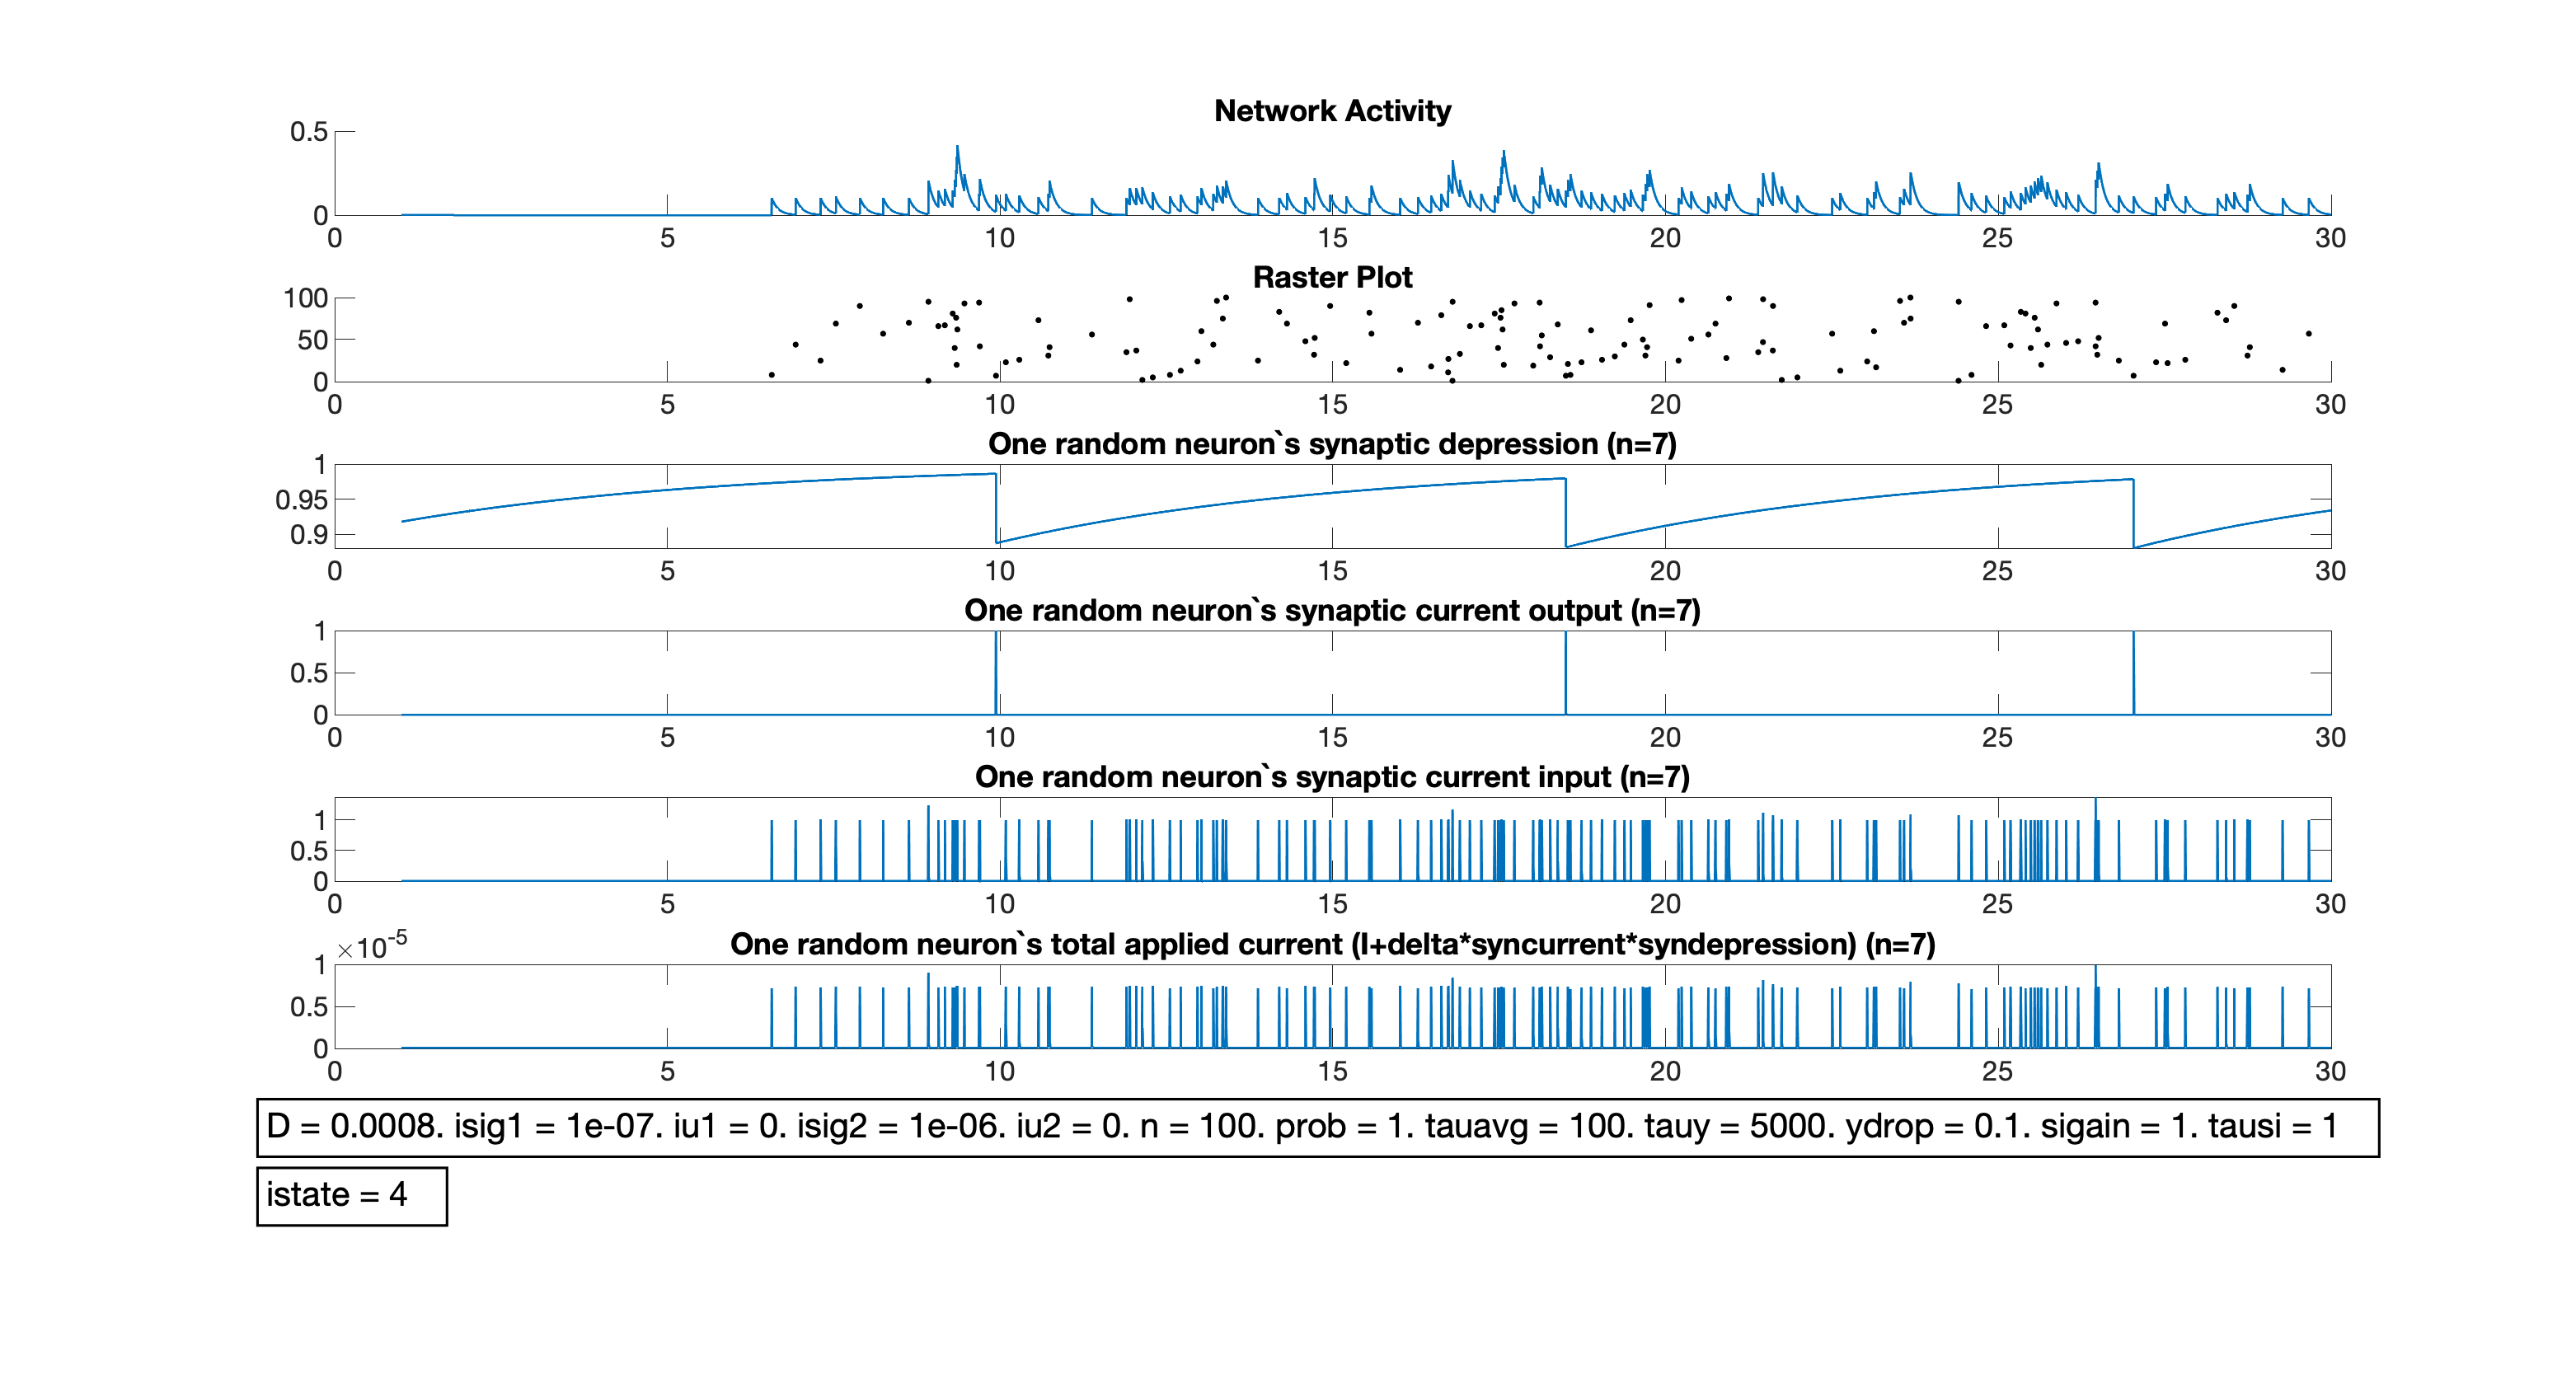 Network Activity
0.5
0
0 5 10 15 20 25 30
Raster Plot
100
50
0
0 5 10 15 20 25 30
One random neuron`s synaptic depression (n=7)
1
0.95
0.9
0 5 10 15 20 25 30
One random neuron`s synaptic current output (n=7)
1
0.5
0
0 5 10 15 20 25 30
One random neuron`s synaptic current input (n=7)
1
0.5
0
0 5 10 15 20 25 30
×10-5 One random neuron`s total applied current (I+delta*syncurrent*syndepression) (n=7)
1
0.5
0
0 5 10 15 20 25 30
D = 0.0008. isig1 = 1e-07. iu1 = 0. isig2 = 1e-06. iu2 = 0. n = 100. prob = 1. tauavg = 100. tauy = 5000. ydrop = 0.1. sigain = 1. tausi = 1
istate = 4